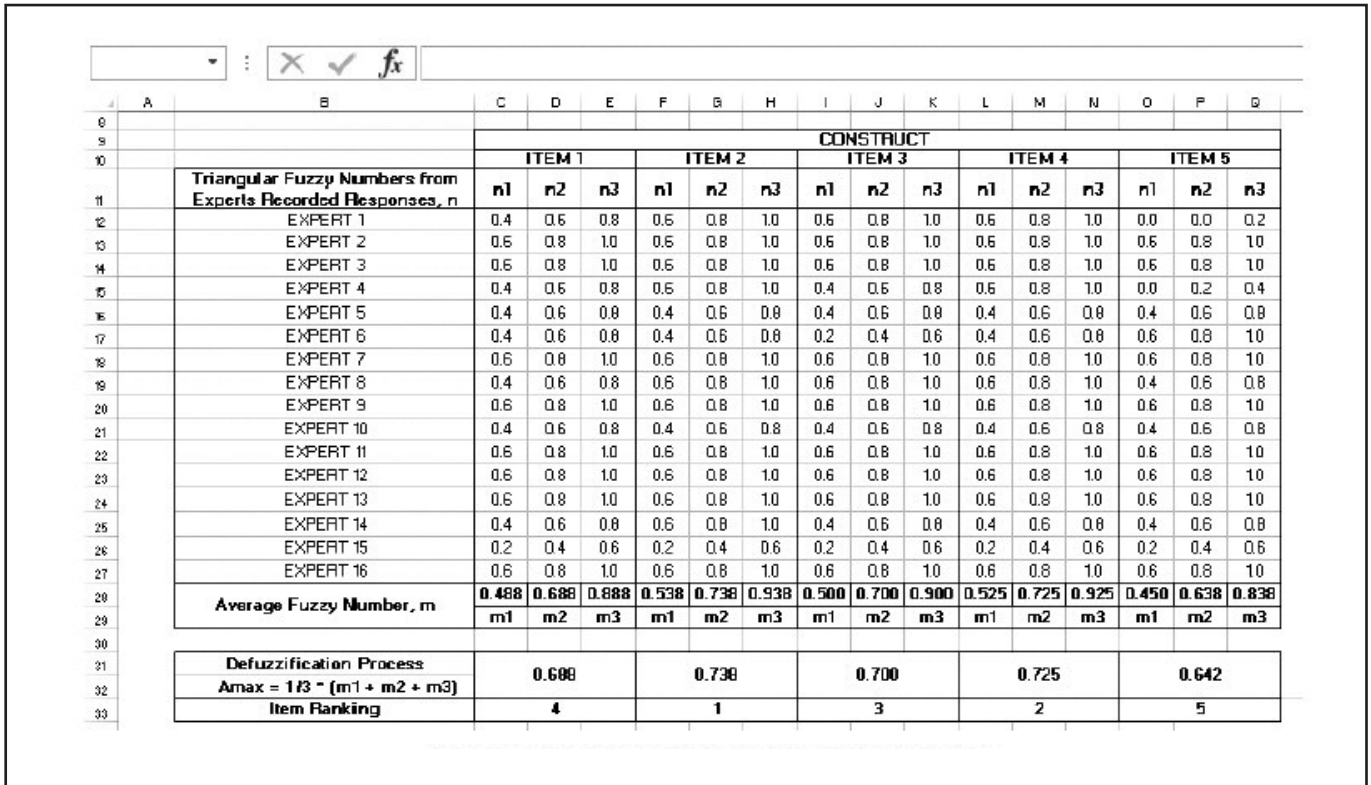 fx
A B C D E F G H I J K L M N O P Q
8
9 CONSTRUCT
10 ITEM 1 ITEM 2 ITEM 3 ITEM 4 ITEM 5
Triangular Fuzzy Numbers from
11 Experts Recorded Responses, n n1 n2 n3 n1 n2 n3 n1 n2 n3 n1 n2 n3 n1 n2 n3
12 EXPERT 1 0.4 0.6 0.8 0.6 0.8 1.0 0.6 0.8 1.0 0.6 0.8 1.0 0.0 0.0 0.2
13 EXPERT 2 0.6 0.8 1.0 0.6 0.8 1.0 0.6 0.8 1.0 0.6 0.8 1.0 0.6 0.8 1.0
14 EXPERT 3 0.6 0.8 1.0 0.6 0.8 1.0 0.6 0.8 1.0 0.6 0.8 1.0 0.6 0.8 1.0
15 EXPERT 4 0.4 0.6 0.8 0.6 0.8 1.0 0.4 0.6 0.8 0.6 0.8 1.0 0.0 0.2 0.4
16 EXPERT 5 0.4 0.6 0.8 0.4 0.6 0.8 0.4 0.6 0.8 0.4 0.6 0.8 0.4 0.6 0.8
17 EXPERT 6 0.4 0.6 0.8 0.4 0.6 0.8 0.2 0.4 0.6 0.4 0.6 0.8 0.6 0.8 1.0
18 EXPERT 7 0.6 0.8 1.0 0.6 0.8 1.0 0.6 0.8 1.0 0.6 0.8 1.0 0.6 0.8 1.0
19 EXPERT 8 0.4 0.6 0.8 0.6 0.8 1.0 0.6 0.8 1.0 0.6 0.8 1.0 0.4 0.6 0.8
20 EXPERT 9 0.6 0.8 1.0 0.6 0.8 1.0 0.6 0.8 1.0 0.6 0.8 1.0 0.6 0.8 1.0
21 EXPERT 10 0.4 0.6 0.8 0.4 0.6 0.8 0.4 0.6 0.8 0.4 0.6 0.8 0.4 0.6 0.8
22 EXPERT 11 0.6 0.8 1.0 0.6 0.8 1.0 0.6 0.8 1.0 0.6 0.8 1.0 0.6 0.8 1.0
23 EXPERT 12 0.6 0.8 1.0 0.6 0.8 1.0 0.6 0.8 1.0 0.6 0.8 1.0 0.6 0.8 1.0
24 EXPERT 13 0.6 0.8 1.0 0.6 0.8 1.0 0.6 0.8 1.0 0.6 0.8 1.0 0.6 0.8 1.0
25 EXPERT 14 0.4 0.6 0.8 0.6 0.8 1.0 0.4 0.6 0.8 0.4 0.6 0.8 0.4 0.6 0.8
26 EXPERT 15 0.2 0.4 0.6 0.2 0.4 0.6 0.2 0.4 0.6 0.2 0.4 0.6 0.2 0.4 0.6
27 EXPERT 16 0.6 0.8 1.0 0.6 0.8 1.0 0.6 0.8 1.0 0.6 0.8 1.0 0.6 0.8 1.0
28 0.488 0.688 0.888 0.538 0.738 0.938 0.500 0.700 0.900 0.525 0.725 0.925 0.450 0.638 0.838
Average Fuzzy Number, m
29 m1 m2 m3 m1 m2 m3 m1 m2 m3 m1 m2 m3 m1 m2 m3
30
31 Defuzzification Process
0.688 0.738 0.700 0.725 0.642
32 Amax = 1/3 * (m1 + m2 + m3)
33 Item Ranking 4 1 3 2 5